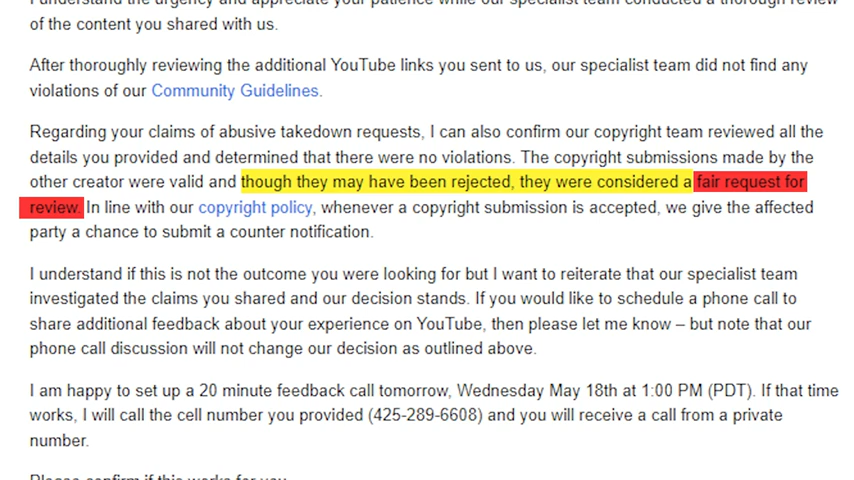 I understand the urgency and appreciate your patience while our specialist team conducted a thorough review
of the content you shared with us.
After thoroughly reviewing the additional YouTube links you sent to us, our specialist team did not find any
violations of our Community Guidelines.
Regarding your claims of abusive takedown requests, I can also confirm our copyright team reviewed all the
details you provided and determined that there were no violations. The copyright submissions made by the
other creator were valid and though they may have been rejected, they were considered a fair request for
review. In line with our copyright policy, whenever a copyright submission is accepted, we give the affected
party a chance to submit a counter notification.
I understand if this is not the outcome you were looking for but I want to reiterate that our specialist team
investigated the claims you shared and our decision stands. If you would like to schedule a phone call to
share additional feedback about your experience on YouTube, then please let me know – but note that our
phone call discussion will not change our decision as outlined above.
I am happy to set up a 20 minute feedback call tomorrow, Wednesday May 18th at 1:00 PM (PDT). If that time
works, I will call the cell number you provided (425-289-6608) and you will receive a call from a private
number.
Please confirm if this works for you